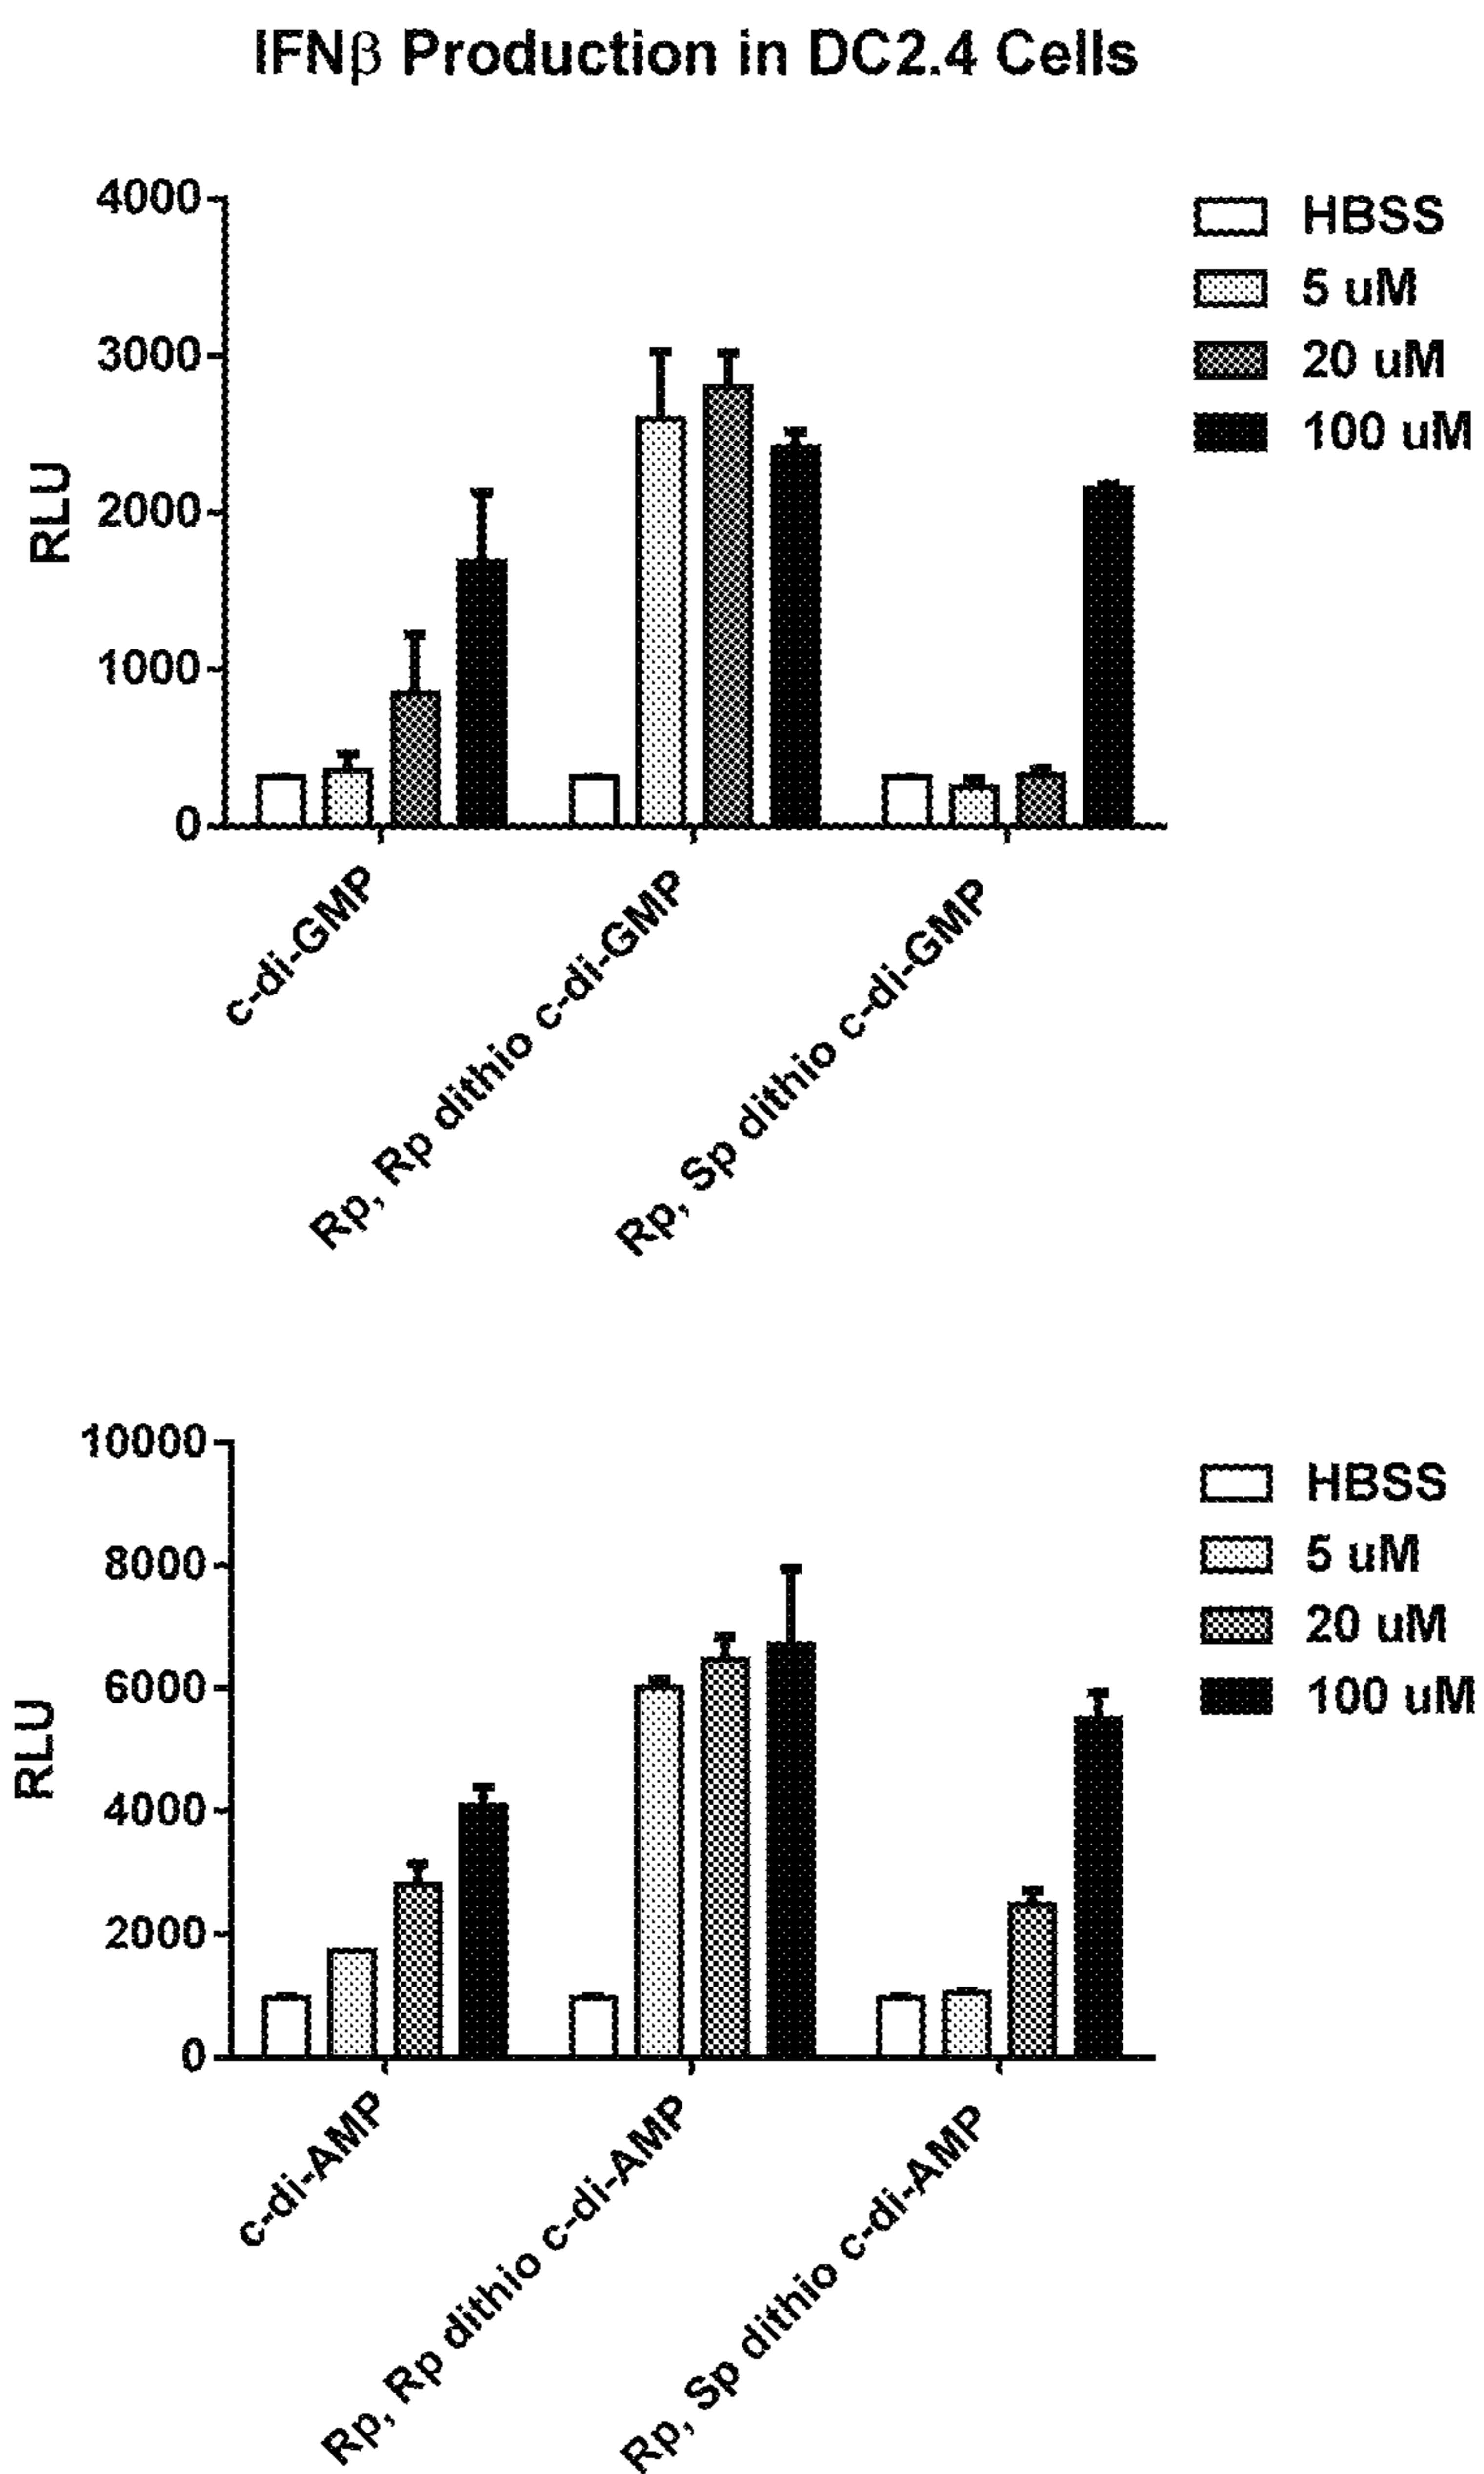 IFNβ Production in DC2.4 Cells
4000
3000
2000
1000
0
RLU
HBSS
5 uM
20 uM
100 uM
c-di-GMP
Rp, Rp dithio c-di-GMP
Rp, Sp dithio c-di-GMP
10000
8000
6000
4000
2000
0
RLU
HBSS
5 uM
20 uM
100 uM
c-di-AMP
Rp, Rp dithio c-di-AMP
Rp, Sp dithio c-di-AMP